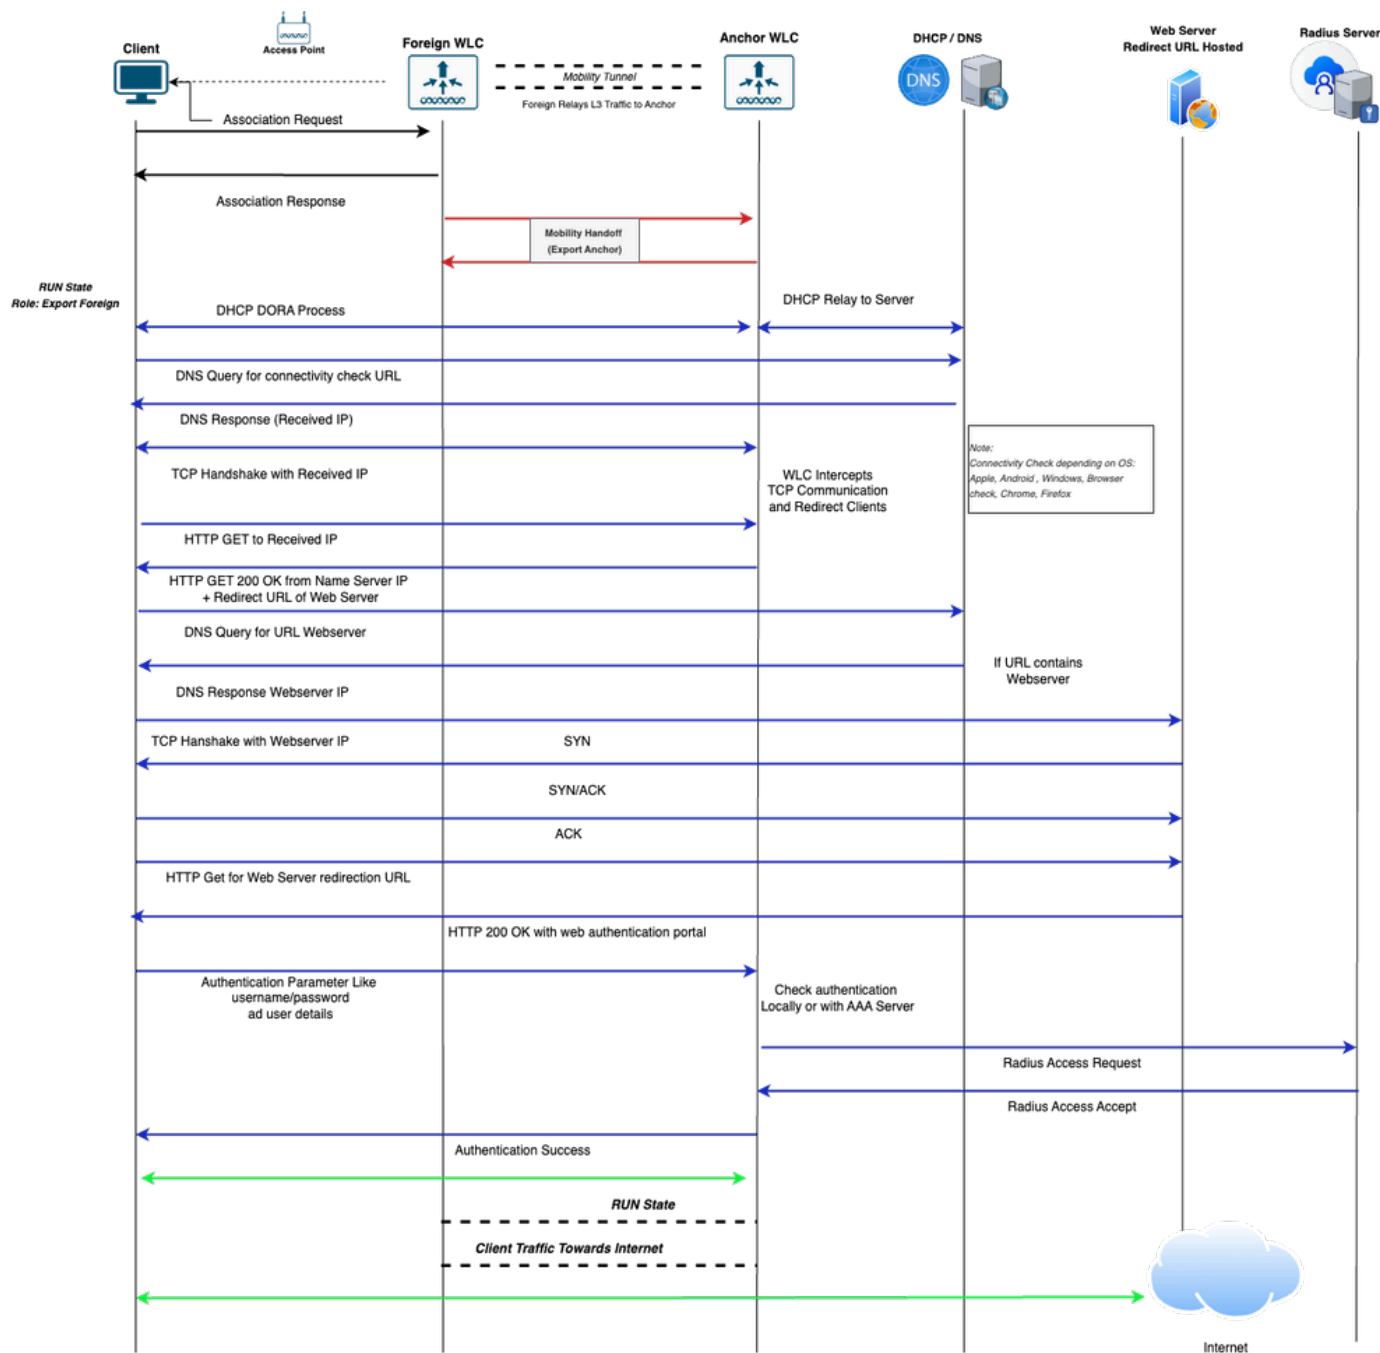 Client
Access Point
Foreign WLC
Anchor WLC
DHCP / DNS
Web Server
Redirect URL Hosted
Radius Server
Mobility Tunnel
DNS
Foreign Relays L3 Traffic to Anchor
Association Request
Association Response
Mobility Handoff
(Export Anchor)
RUN State
Role: Export Foreign
DHCP DORA Process
DHCP Relay to Server
DNS Query for connectivity check URL
DNS Response (Received IP)
TCP Handshake with Received IP
WLC Intercepts
TCP Communication
and Redirect Clients
Note:
Connectivity Check depending on OS:
Apple, Android , Windows, Browser
check, Chrome, Firefox
HTTP GET to Received IP
HTTP GET 200 OK from Name Server IP
+ Redirect URL of Web Server
DNS Query for URL Webserver
If URL contains
Webserver
DNS Response Webserver IP
TCP Hanshake with Webserver IP
SYN
SYN/ACK
ACK
HTTP Get for Web Server redirection URL
HTTP 200 OK with web authentication portal
Authentication Parameter Like
username/password
ad user details
Check authentication
Locally or with AAA Server
Radius Access Request
Radius Access Accept
Authentication Success
RUN State
Client Traffic Towards Internet
Internet